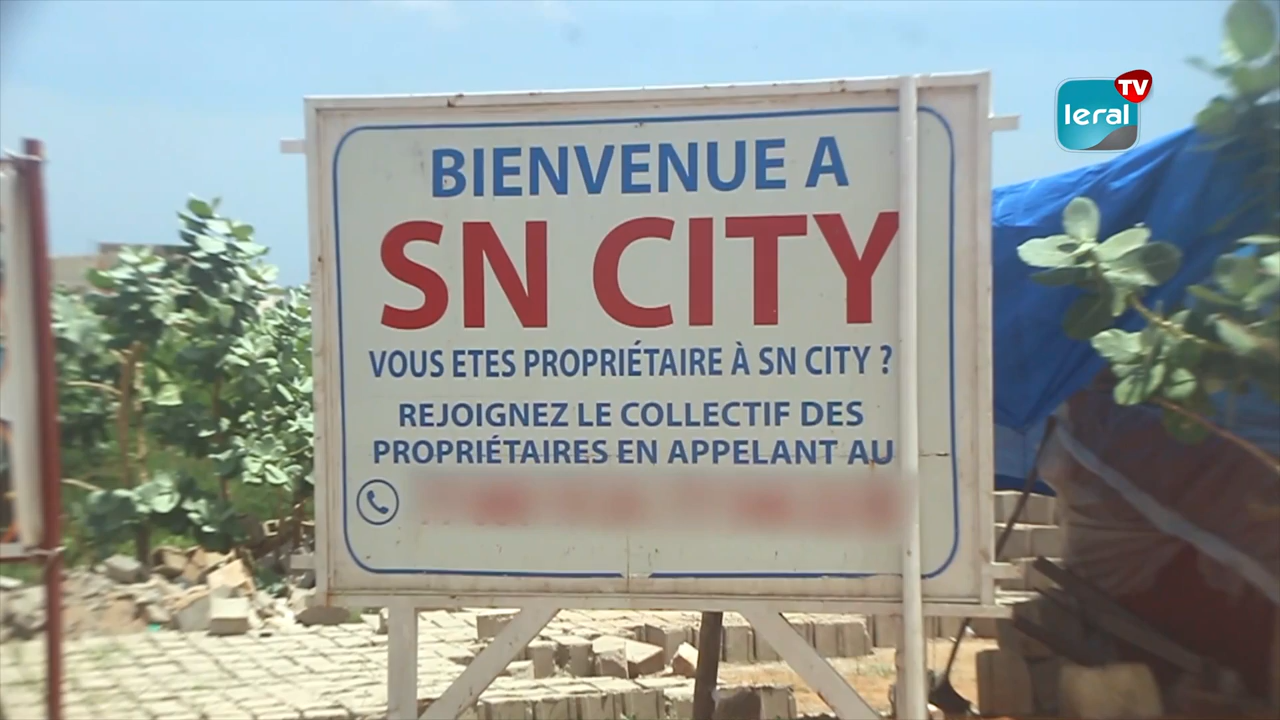 leral TV
BIENVENUE A
SN CITY
VOUS ETES PROPRIÉTAIRE À SN CITY ?
REJOIGNEZ LE COLLECTIF DES
PROPRIÉTAIRES EN APPELANT AU